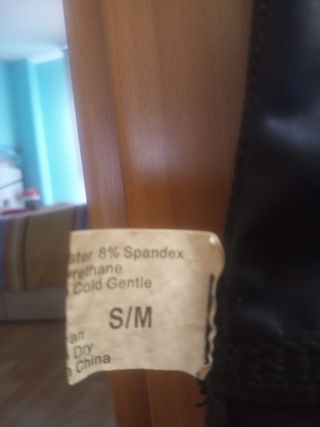 ster 8% Spandex
rethane
Cold Gentle
S/M
an
Dry
n China